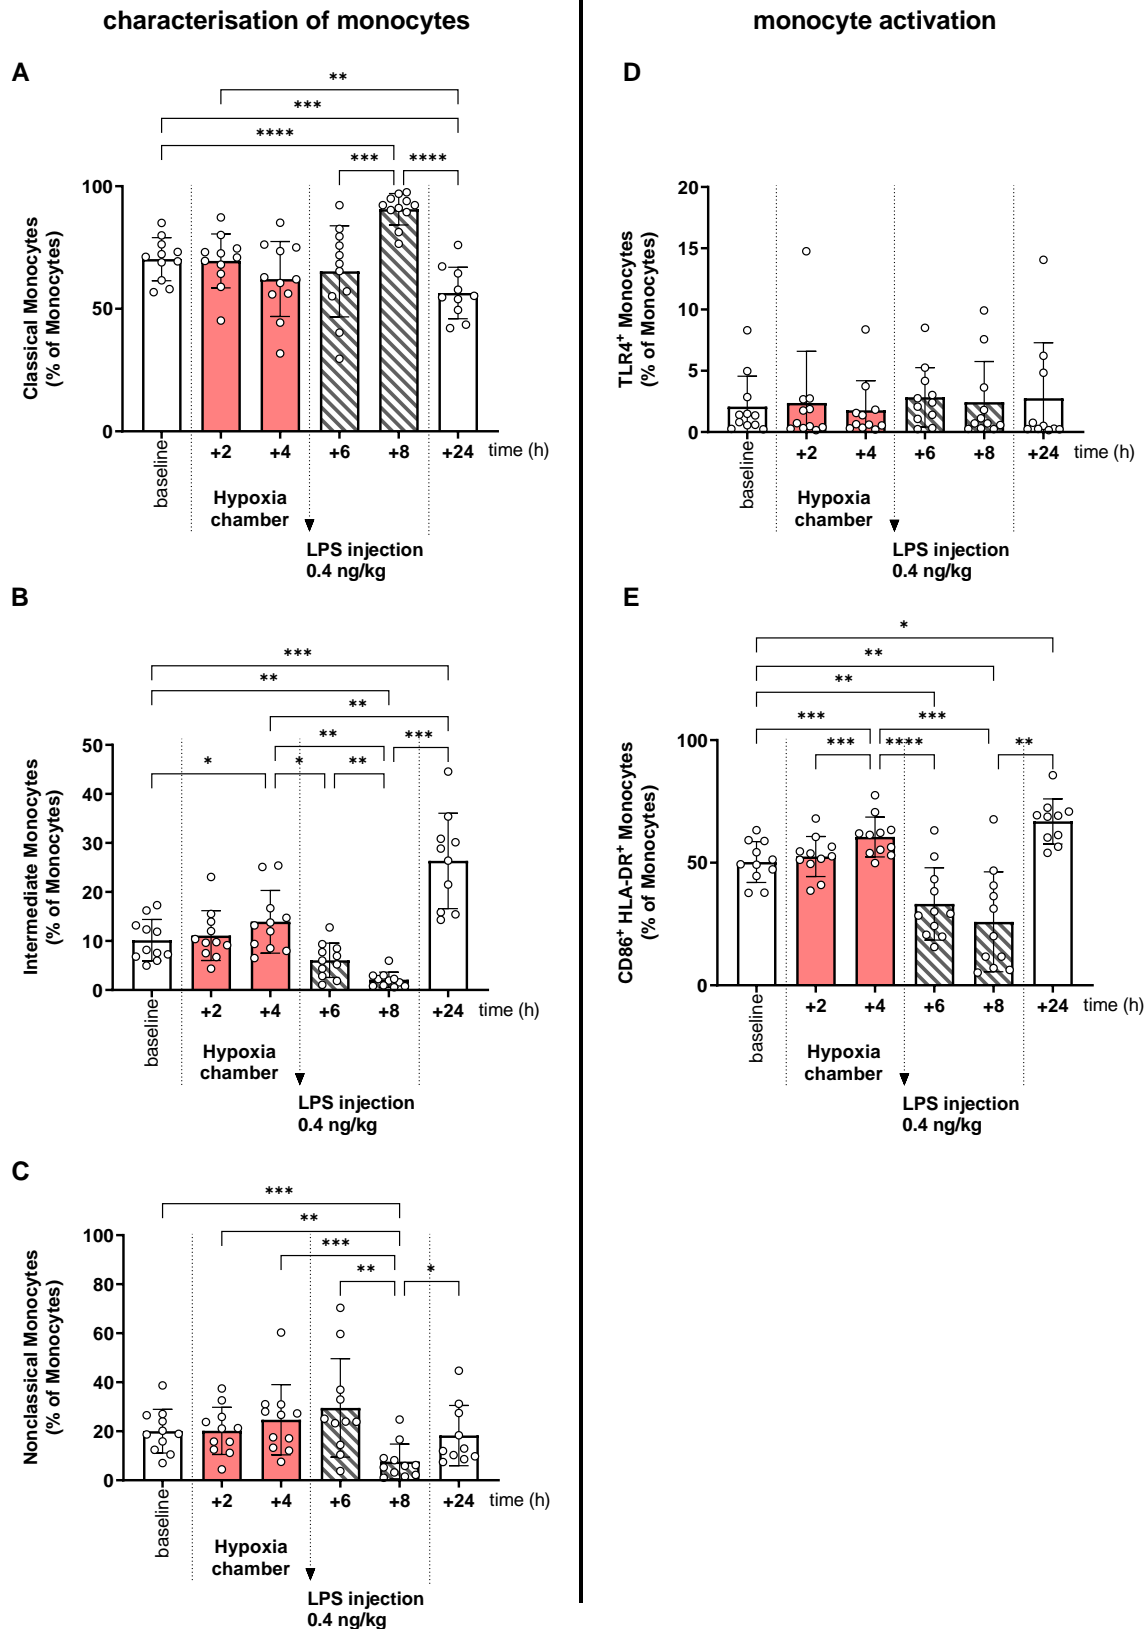 characterisation of monocytes
monocyte activation
A
**
***
****
***
****
Classical Monocytes
(% of Monocytes)
100
50
0
baseline
+2
+4
+6
+8
+24
time (h)
Hypoxia
chamber
LPS injection
0.4 ng/kg
B
***
**
**
**
***
*
*
**
Intermediate Monocytes
(% of Monocytes)
50
40
30
20
10
0
baseline
+2
+4
+6
+8
+24
time (h)
Hypoxia
chamber
LPS injection
0.4 ng/kg
C
***
**
***
**
*
Nonclassical Monocytes
(% of Monocytes)
100
80
60
40
20
0
baseline
+2
+4
+6
+8
+24
time (h)
Hypoxia
chamber
LPS injection
0.4 ng/kg
D
TLR4⁺ Monocytes
(% of Monocytes)
20
15
10
5
0
baseline
+2
+4
+6
+8
+24
time (h)
Hypoxia
chamber
LPS injection
0.4 ng/kg
E
*
**
**
***
***
***
****
**
CD86⁺ HLA-DR⁺ Monocytes
(% of Monocytes)
100
50
0
baseline
+2
+4
+6
+8
+24
time (h)
Hypoxia
chamber
LPS injection
0.4 ng/kg